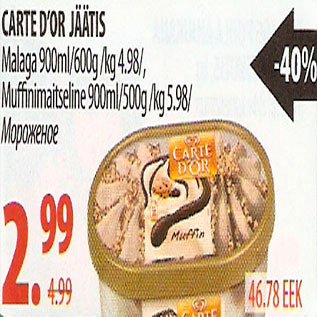 CARTE D'OR JÄÄTIS
Malaga 900ml/600g /kg 4.98/,
Muffinimaitseline 900ml/500g /kg 5.98/
Мороженое
-40%
CARTE
D'OR
Muffin
2.99
4.99
46.78 EEK
CARTE